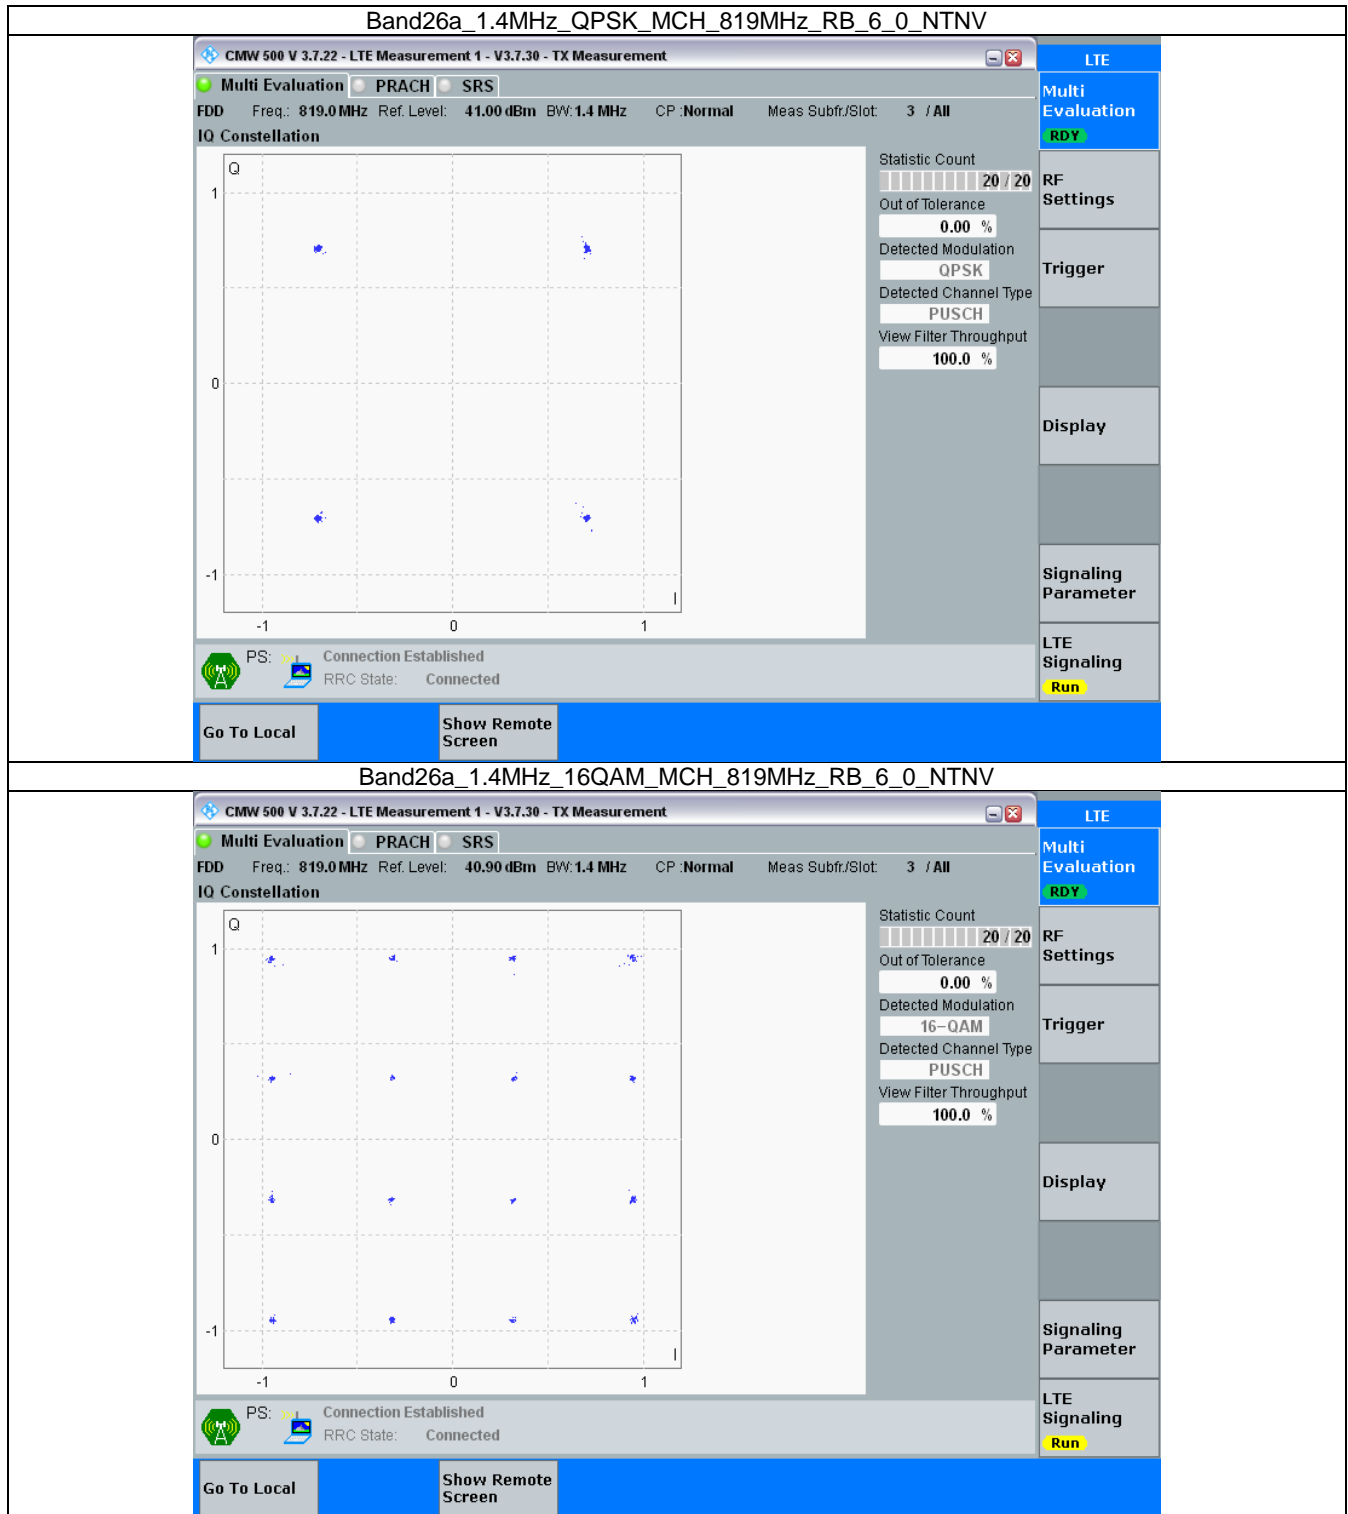 Band26a_1.4MHz_QPSK_MCH_819MHz_RB_6_0_NTNV
CMW 500 V 3.7.22 - LTE Measurement 1 - V3.7.30 - TX Measurement
LTE
Multi Evaluation PRACH SRS
Multi
Evaluation
RDY
FDD Freq.: 819.0 MHz Ref. Level: 41.00 dBm BW: 1.4 MHz CP : Normal Meas Subfr./Slot: 3 / All
IQ Constellation
Q
1
0
-1
I
-1 0 1
Statistic Count
20 / 20
Out of Tolerance
0.00 %
Detected Modulation
QPSK
Detected Channel Type
PUSCH
View Filter Throughput
100.0 %
RF
Settings
Trigger
Display
Signaling
Parameter
LTE
Signaling
Run
PS: Connection Established
RRC State: Connected
Go To Local
Show Remote
Screen
Band26a_1.4MHz_16QAM_MCH_819MHz_RB_6_0_NTNV
CMW 500 V 3.7.22 - LTE Measurement 1 - V3.7.30 - TX Measurement
LTE
Multi Evaluation PRACH SRS
Multi
Evaluation
RDY
FDD Freq.: 819.0 MHz Ref. Level: 40.90 dBm BW: 1.4 MHz CP : Normal Meas Subfr./Slot: 3 / All
IQ Constellation
Q
1
0
-1
I
-1 0 1
Statistic Count
20 / 20
Out of Tolerance
0.00 %
Detected Modulation
16-QAM
Detected Channel Type
PUSCH
View Filter Throughput
100.0 %
RF
Settings
Trigger
Display
Signaling
Parameter
LTE
Signaling
Run
PS: Connection Established
RRC State: Connected
Go To Local
Show Remote
Screen